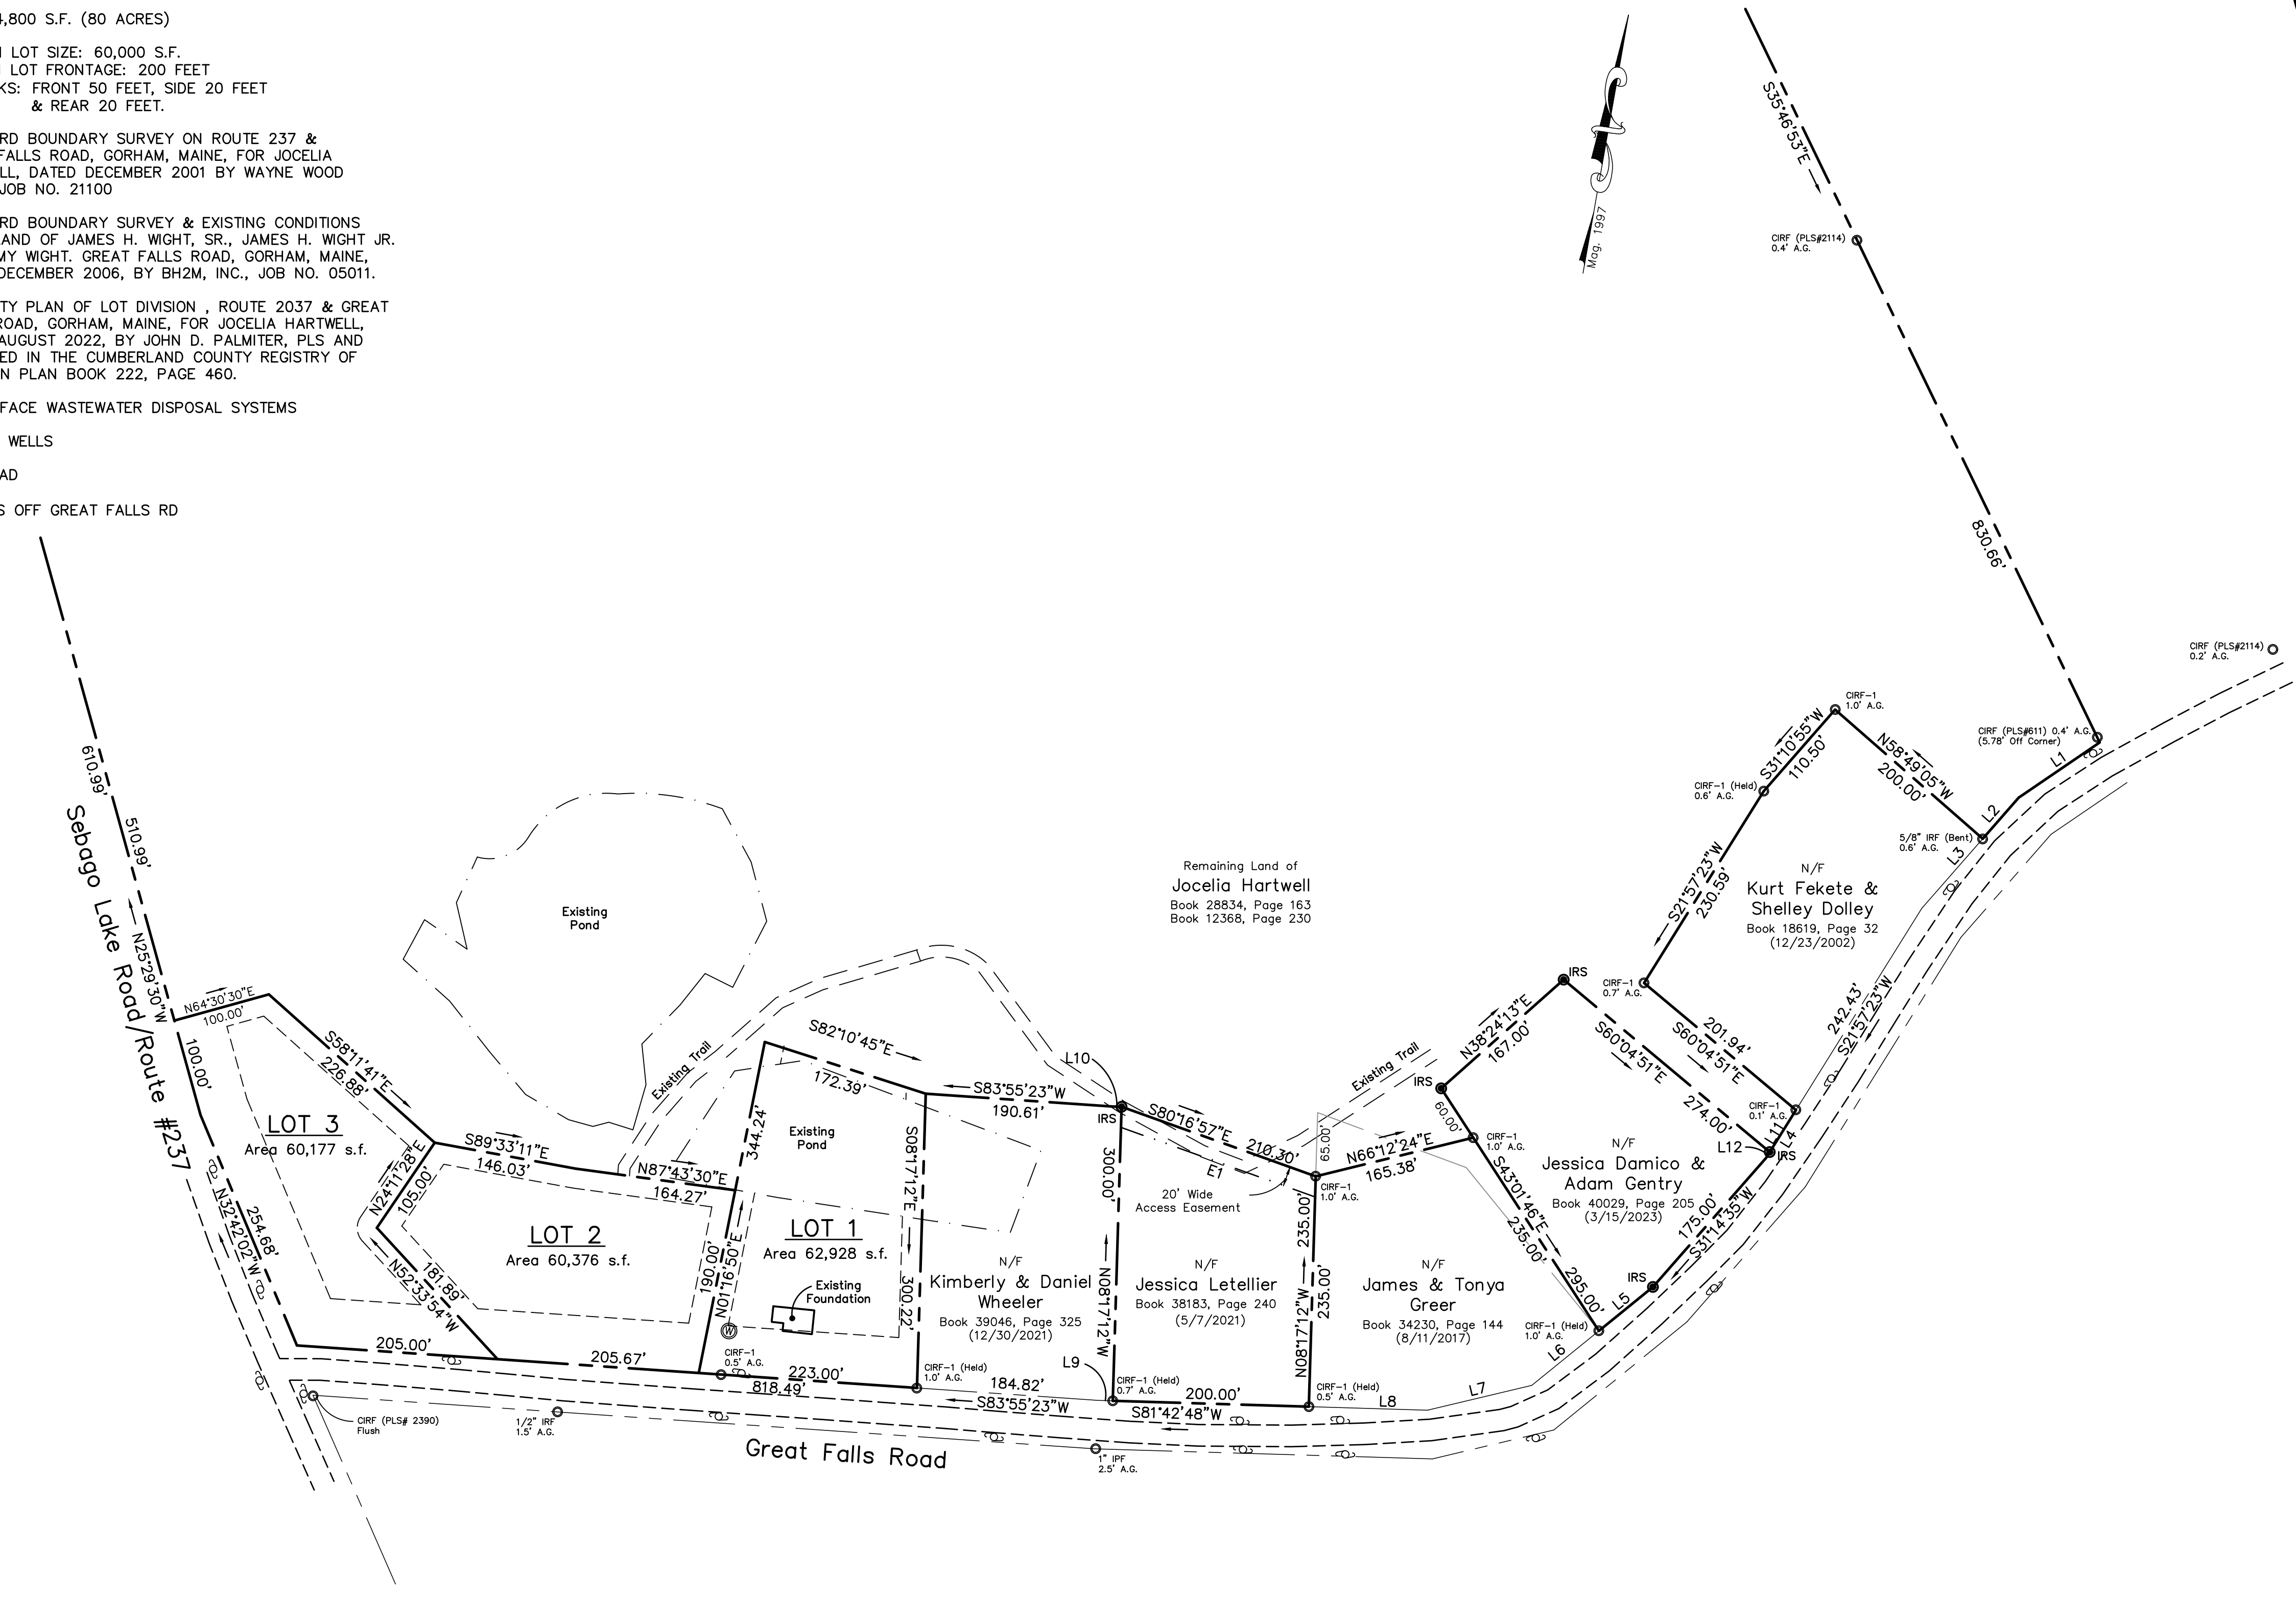 4,800 S.F. (80 ACRES)
LOT SIZE: 60,000 S.F.
LOT FRONTAGE: 200 FEET
KS: FRONT 50 FEET, SIDE 20 FEET
& REAR 20 FEET.
RD BOUNDARY SURVEY ON ROUTE 237 &
FALLS ROAD, GORHAM, MAINE, FOR JOCELIA
LL, DATED DECEMBER 2001 BY WAYNE WOOD
JOB NO. 21100
RD BOUNDARY SURVEY & EXISTING CONDITIONS
LAND OF JAMES H. WIGHT, SR., JAMES H. WIGHT JR.
MY WIGHT. GREAT FALLS ROAD, GORHAM, MAINE,
DECEMBER 2006, BY BH2M, INC., JOB NO. 05011.
TY PLAN OF LOT DIVISION , ROUTE 2037 & GREAT
ROAD, GORHAM, MAINE, FOR JOCELIA HARTWELL,
AUGUST 2022, BY JOHN D. PALMITER, PLS AND
ED IN THE CUMBERLAND COUNTY REGISTRY OF
N PLAN BOOK 222, PAGE 460.
FACE WASTEWATER DISPOSAL SYSTEMS
WELLS
AD
S OFF GREAT FALLS RD
Mag. 1997
S35°46'53"E
830.66'
CIRF (PLS#2114)
0.4' A.G.
CIRF (PLS#2114)
0.2' A.G.
CIRF (PLS#611) 0.4' A.G.
(5.78' Off Corner)
L1
L2
L3
CIRF-1
1.0' A.G.
N58°49'05"W
200.00'
S31°10'55"W
110.50'
CIRF-1 (Held)
0.6' A.G.
5/8" IRF (Bent)
0.6' A.G.
S21°57'23"W
230.59'
N/F
Kurt Fekete &
Shelley Dolley
Book 18619, Page 32
(12/23/2002)
242.43'
S21°57'23"W
CIRF-1
0.7' A.G.
201.94'
S60°04'51"E
CIRF-1
0.1' A.G.
L11
L4
L12
IRS
IRS
S60°04'51"E
274.00'
N38°24'13"E
167.00'
IRS
60.00'
CIRF-1
1.0' A.G.
N/F
Jessica Damico &
Adam Gentry
Book 40029, Page 205
(3/15/2023)
175.00'
S31°14'35"W
IRS
L5
S43°01'46"E
235.00'
295.00'
CIRF-1 (Held)
1.0' A.G.
L6
L7
L8
Remaining Land of
Jocelia Hartwell
Book 28834, Page 163
Book 12368, Page 230
Existing Trail
65.00'
N66°12'24"E
165.38'
CIRF-1
1.0' A.G.
N/F
James & Tonya
Greer
Book 34230, Page 144
(8/11/2017)
235.00'
N08°17'12"W
235.00'
CIRF-1 (Held)
0.5' A.G.
L10
IRS
S80°16'57"E
210.30'
E1
20' Wide
Access Easement
N/F
Jessica Letellier
Book 38183, Page 240
(5/7/2021)
300.00'
N08°17'12"W
L9
CIRF-1 (Held)
0.7' A.G.
200.00'
S81°42'48"W
S83°55'23"W
190.61'
N/F
Kimberly & Daniel
Wheeler
Book 39046, Page 325
(12/30/2021)
184.82'
S83°55'23"W
CIRF-1 (Held)
1.0' A.G.
S08°17'12"E
300.22'
S82°10'45"E
172.39'
344.24'
Existing
Pond
LOT 1
Area 62,928 s.f.
Existing
Foundation
W
N01°16'50"E
190.00'
CIRF-1
0.5' A.G.
223.00'
818.49'
Existing
Pond
Existing Trail
S89°33'11"E
146.03'
N87°43'30"E
164.27'
LOT 2
Area 60,376 s.f.
205.67'
N24°11'28"E
105.00'
181.89'
N52°33'54"W
S58°11'41"E
226.88'
N64°30'30"E
100.00'
LOT 3
Area 60,177 s.f.
205.00'
610.99'
510.99'
N25°29'30"W
100.00'
254.68'
N32°42'02"W
Sebago Lake Road/Route #237
CIRF (PLS# 2390)
Flush
1/2" IRF
1.5' A.G.
1" IPF
2.5' A.G.
Great Falls Road